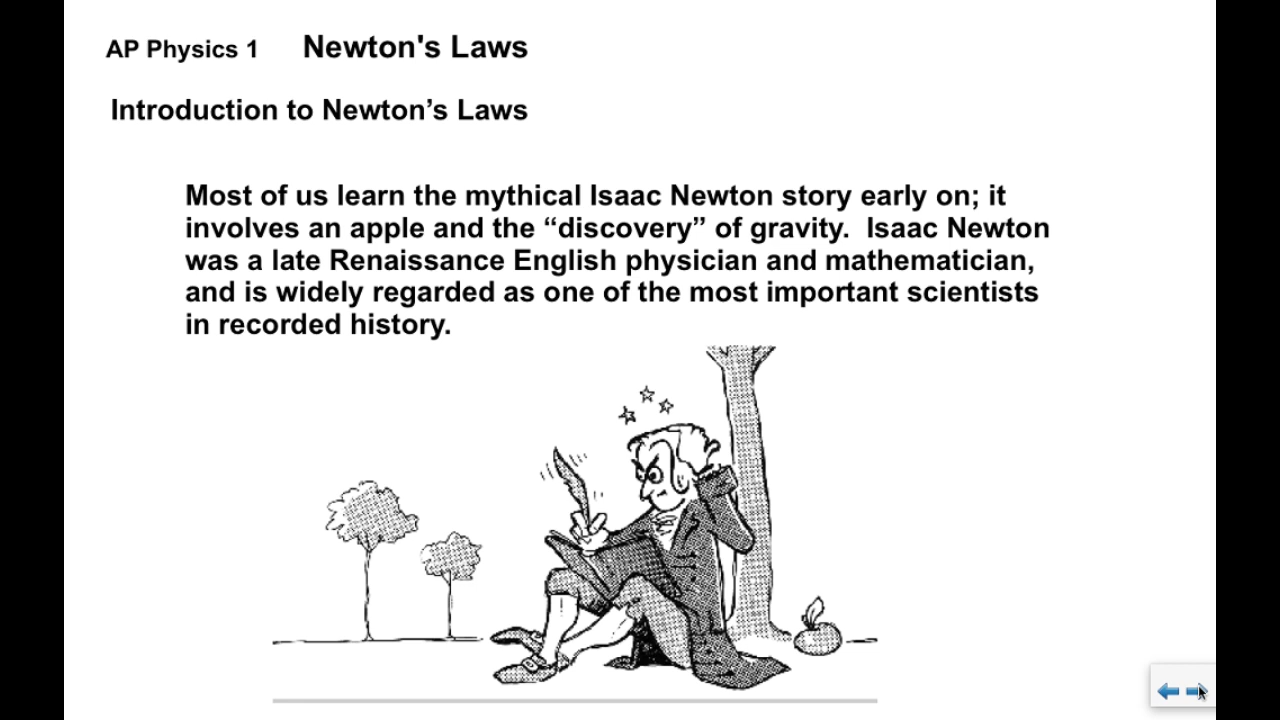 AP Physics 1 Newton's Laws
Introduction to Newton’s Laws
Most of us learn the mythical Isaac Newton story early on; it
involves an apple and the “discovery” of gravity.  Isaac Newton
was a late Renaissance English physician and mathematician,
and is widely regarded as one of the most important scientists
in recorded history.